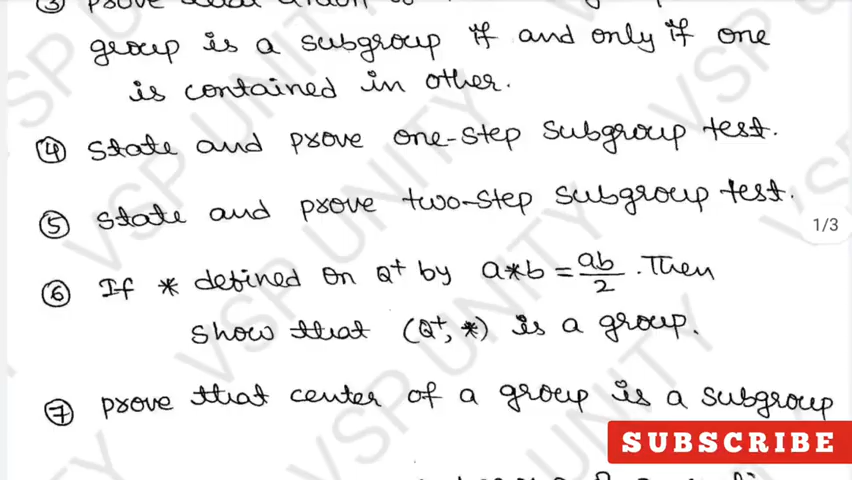 group is a subgroup if and only if one
is contained in other.
④ state and prove one-step subgroup test.
⑤ state and prove two-step subgroup test.
1/3
⑥ If * defined on Q⁺ by a*b = ab/2. Then
show that (Q⁺, *) is a group.
⑦ prove that center of a group is a subgroup
SUBSCRIBE
VSP UNITY